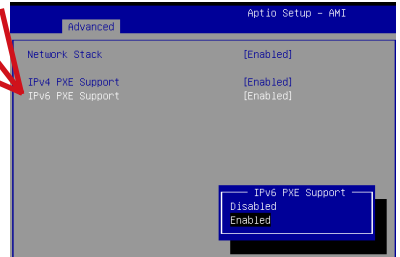 Aptio Setup – AMI
Advanced
Network Stack [Enabled]
IPv4 PXE Support [Enabled]
IPv6 PXE Support [Enabled]
IPv6 PXE Support
Disabled
Enabled